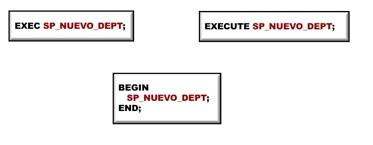 EXEC SP_NUEVO_DEPT;
EXECUTE SP_NUEVO_DEPT;
BEGIN
SP_NUEVO_DEPT;
END;